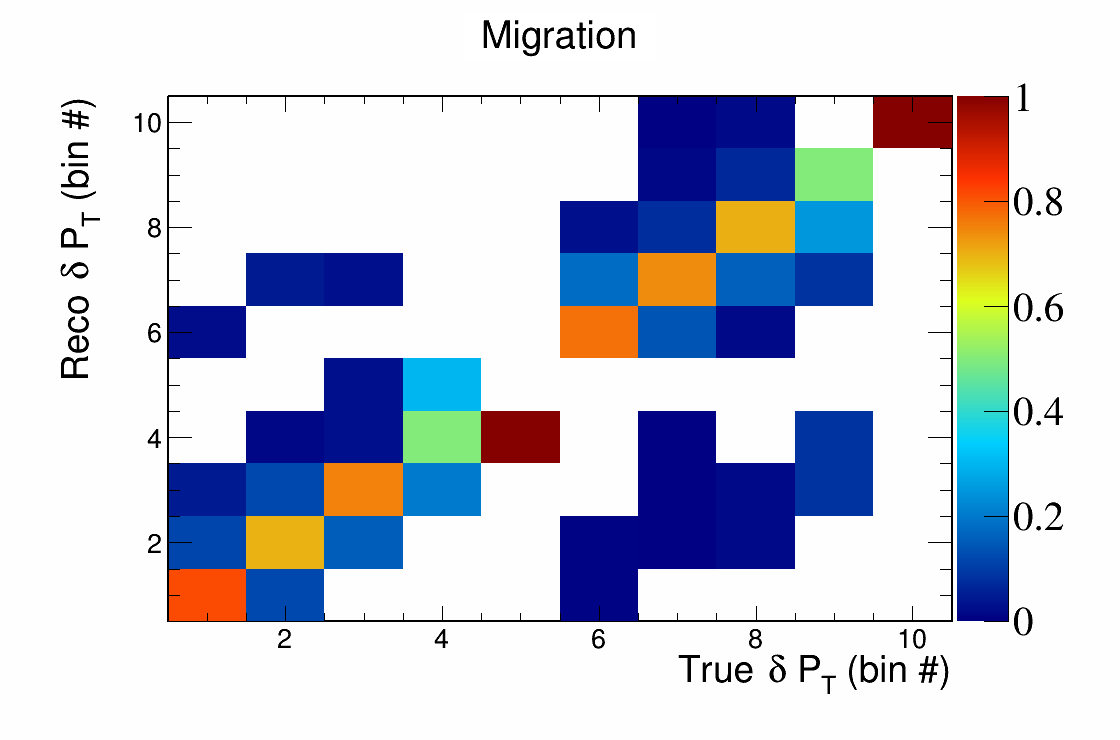 Migration
Reco δ P_T (bin #)
10
8
6
4
2
2 4 6 8 10
True δ P_T (bin #)
1
0.8
0.6
0.4
0.2
0